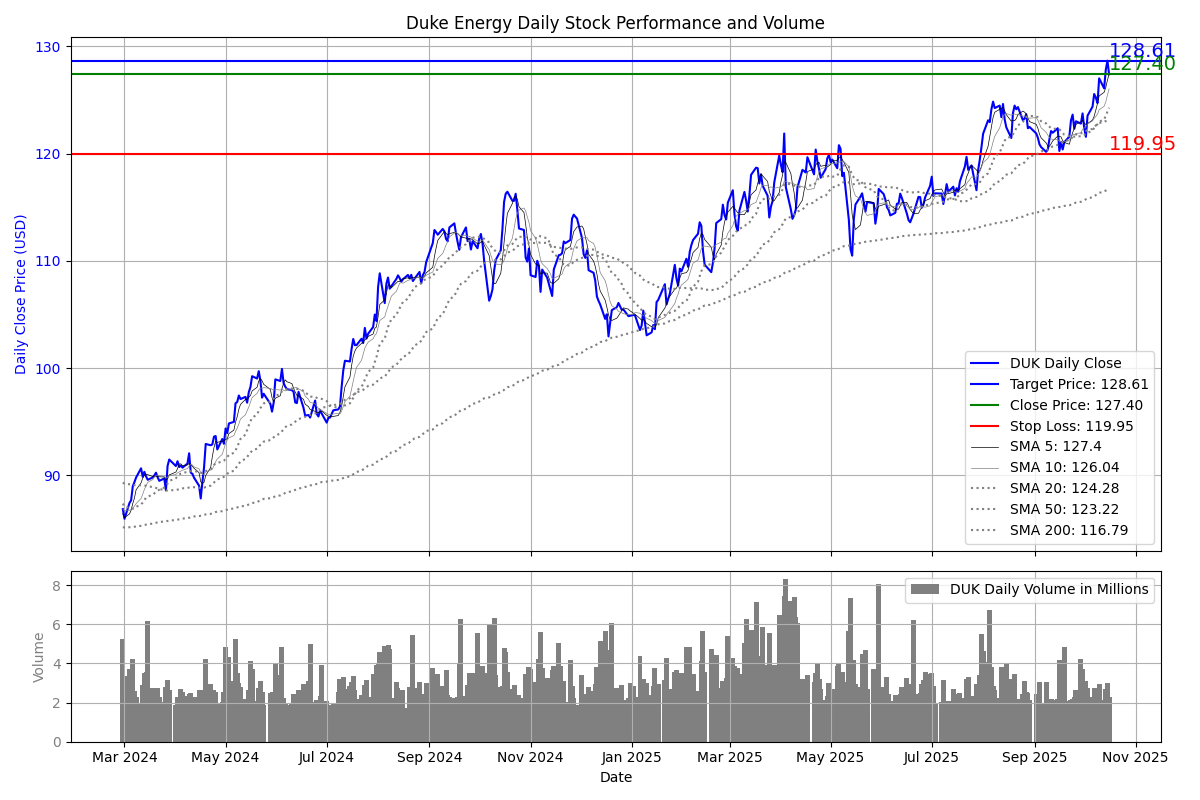 Duke Energy Daily Stock Performance and Volume
Daily Close Price (USD)
130
120
110
100
90
128.61
127.40
119.95
DUK Daily Close
Target Price: 128.61
Close Price: 127.40
Stop Loss: 119.95
SMA 5: 127.4
SMA 10: 126.04
SMA 20: 124.28
SMA 50: 123.22
SMA 200: 116.79
Volume
8
6
4
2
0
DUK Daily Volume in Millions
Mar 2024 May 2024 Jul 2024 Sep 2024 Nov 2024 Jan 2025 Mar 2025 May 2025 Jul 2025 Sep 2025 Nov 2025
Date